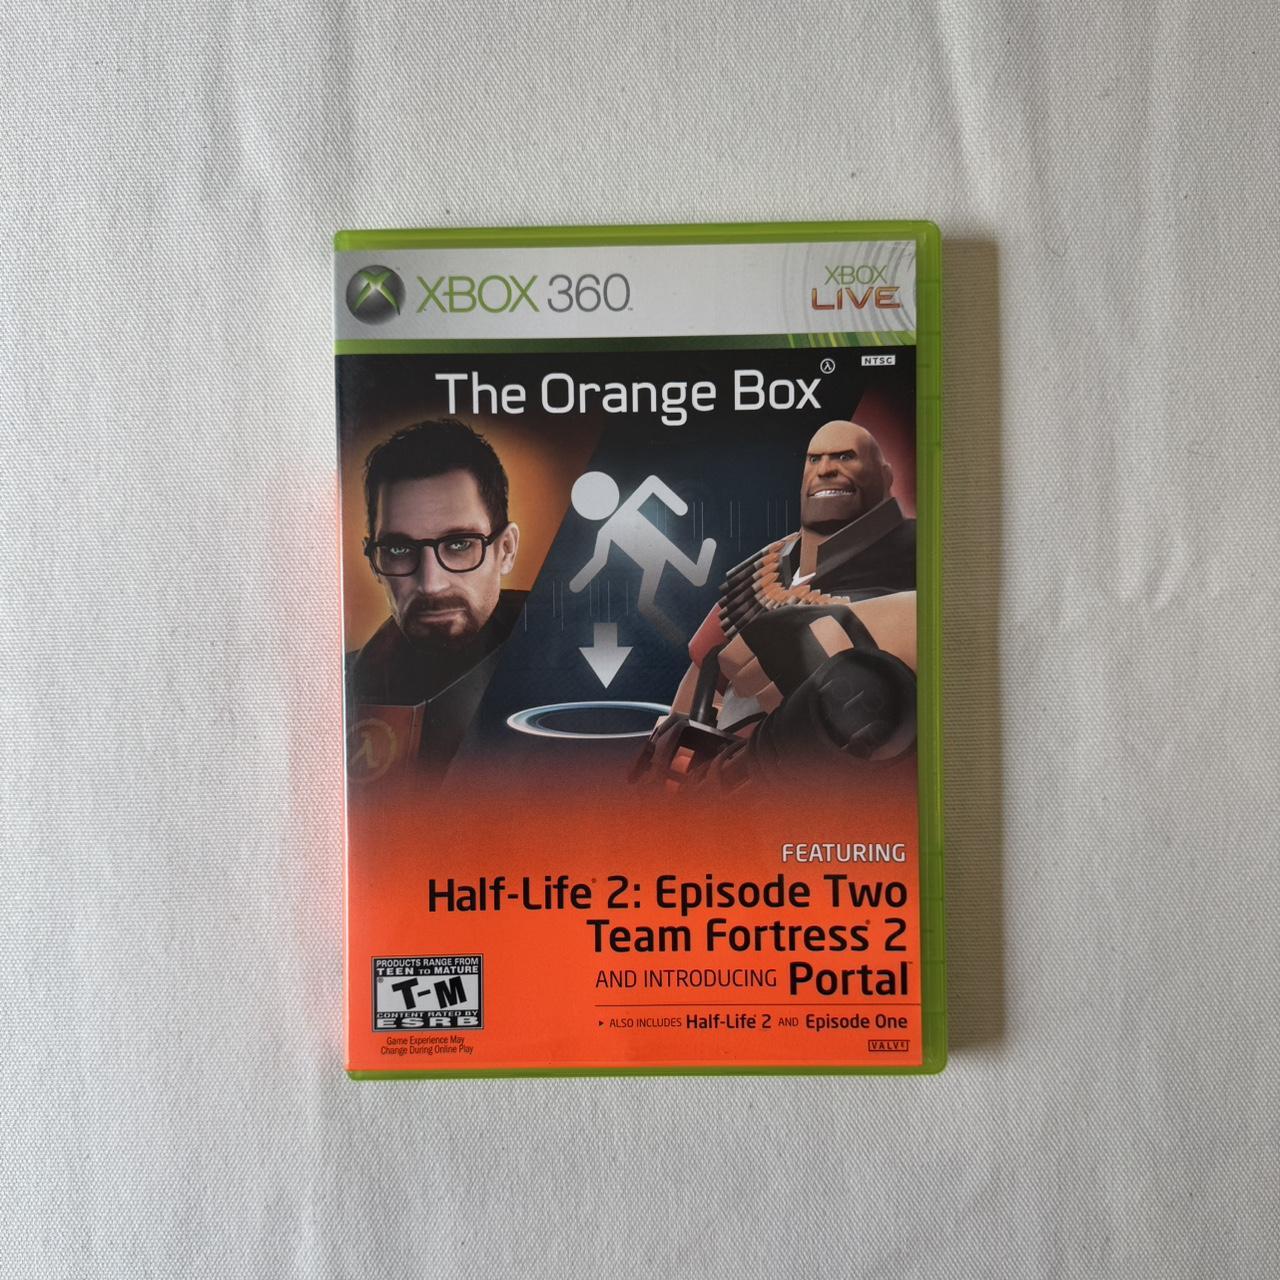 XBOX 360™
XBOX
LIVE
NTSC
The Orange Box
FEATURING
Half-Life® 2: Episode Two
Team Fortress® 2
AND INTRODUCING Portal™
▸ ALSO INCLUDES Half-Life® 2 AND Episode One
VALVE
PRODUCTS RANGE FROM
TEEN TO MATURE
T-M
CONTENT RATED BY
ESRB
Game Experience May
Change During Online Play